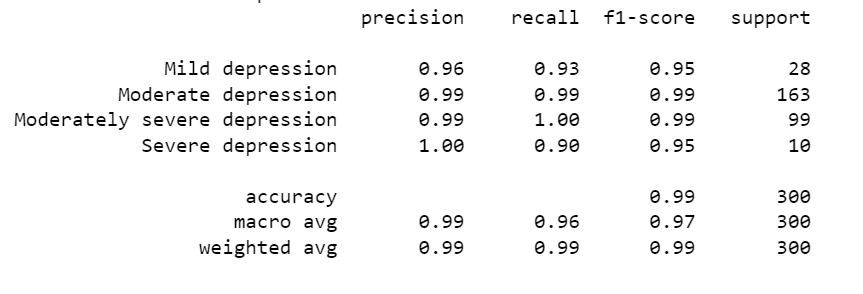 precision recall f1-score support
Mild depression 0.96 0.93 0.95 28
Moderate depression 0.99 0.99 0.99 163
Moderately severe depression 0.99 1.00 0.99 99
Severe depression 1.00 0.90 0.95 10
accuracy 0.99 300
macro avg 0.99 0.96 0.97 300
weighted avg 0.99 0.99 0.99 300